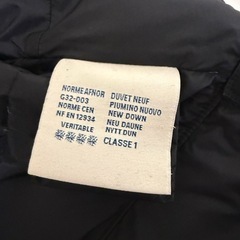 NORME AFNOR
G32-003
NORME CEN
NF EN 12934
VERITABLE
DUVET NEUF
PIUMINO NUOVO
NEW DOWN
NEU DAUNE
NYTT DUN
CLASSE 1